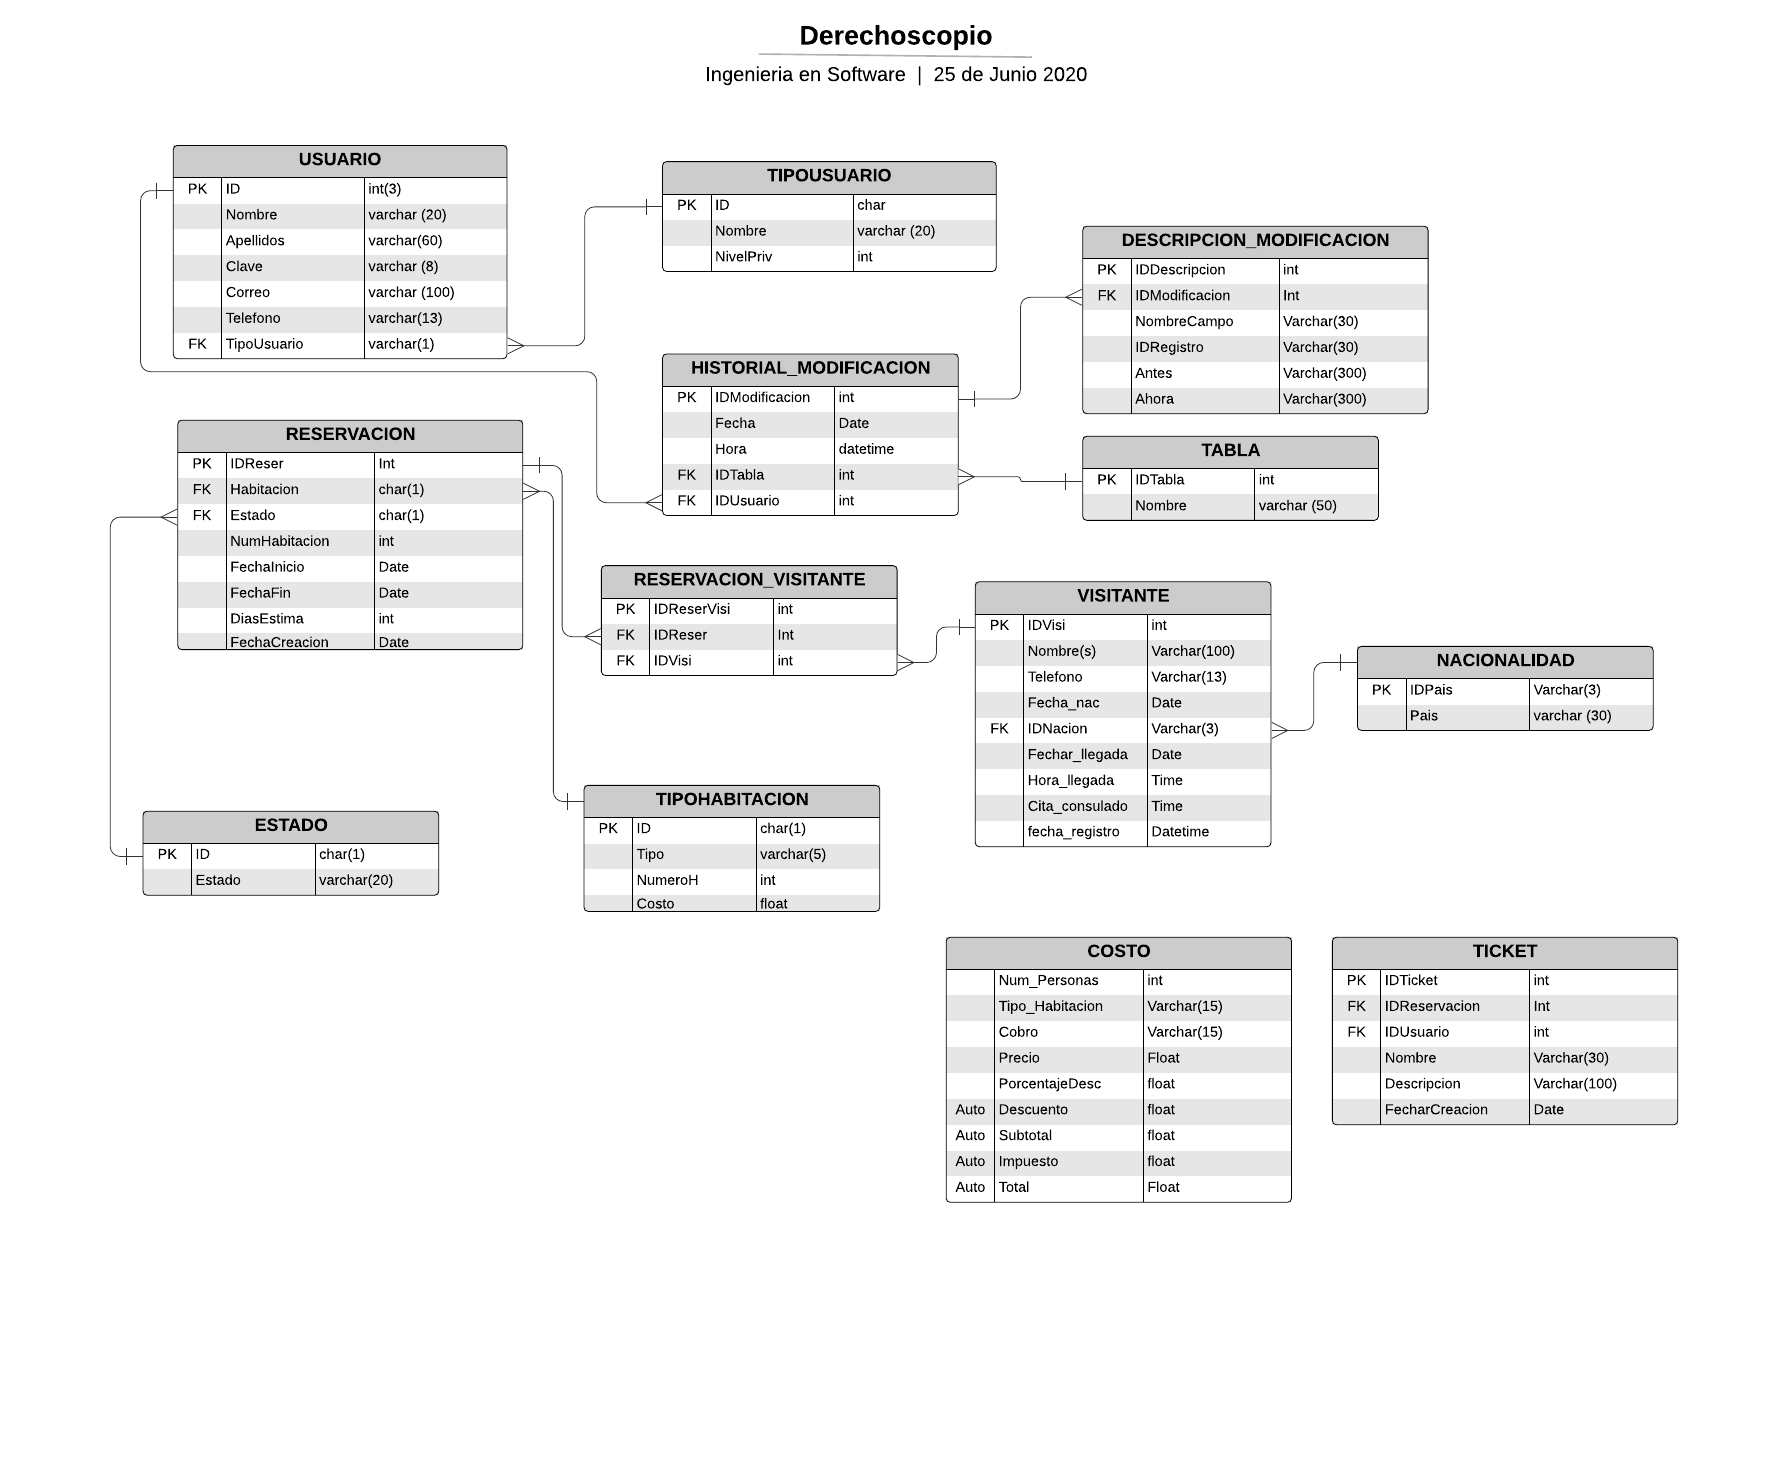 Derechoscopio
Ingenieria en Software | 25 de Junio 2020
USUARIO
PK ID int(3)
Nombre varchar (20)
Apellidos varchar(60)
Clave varchar (8)
Correo varchar (100)
Telefono varchar(13)
FK TipoUsuario varchar(1)
TIPOUSUARIO
PK ID char
Nombre varchar (20)
NivelPriv int
DESCRIPCION_MODIFICACION
PK IDDescripcion int
FK IDModificacion Int
NombreCampo Varchar(30)
IDRegistro Varchar(30)
Antes Varchar(300)
Ahora Varchar(300)
HISTORIAL_MODIFICACION
PK IDModificacion int
Fecha Date
Hora datetime
FK IDTabla int
FK IDUsuario int
TABLA
PK IDTabla int
Nombre varchar (50)
RESERVACION
PK IDReser Int
FK Habitacion char(1)
FK Estado char(1)
NumHabitacion int
FechaInicio Date
FechaFin Date
DiasEstima int
FechaCreacion Date
RESERVACION_VISITANTE
PK IDReserVisi int
FK IDReser Int
FK IDVisi int
VISITANTE
PK IDVisi int
Nombre(s) Varchar(100)
Telefono Varchar(13)
Fecha_nac Date
FK IDNacion Varchar(3)
Fechar_llegada Date
Hora_llegada Time
Cita_consulado Time
fecha_registro Datetime
NACIONALIDAD
PK IDPais Varchar(3)
Pais varchar (30)
ESTADO
PK ID char(1)
Estado varchar(20)
TIPOHABITACION
PK ID char(1)
Tipo varchar(5)
NumeroH int
Costo float
COSTO
Num_Personas int
Tipo_Habitacion Varchar(15)
Cobro Varchar(15)
Precio Float
PorcentajeDesc float
Auto Descuento float
Auto Subtotal float
Auto Impuesto float
Auto Total Float
TICKET
PK IDTicket int
FK IDReservacion Int
FK IDUsuario int
Nombre Varchar(30)
Descripcion Varchar(100)
FecharCreacion Date